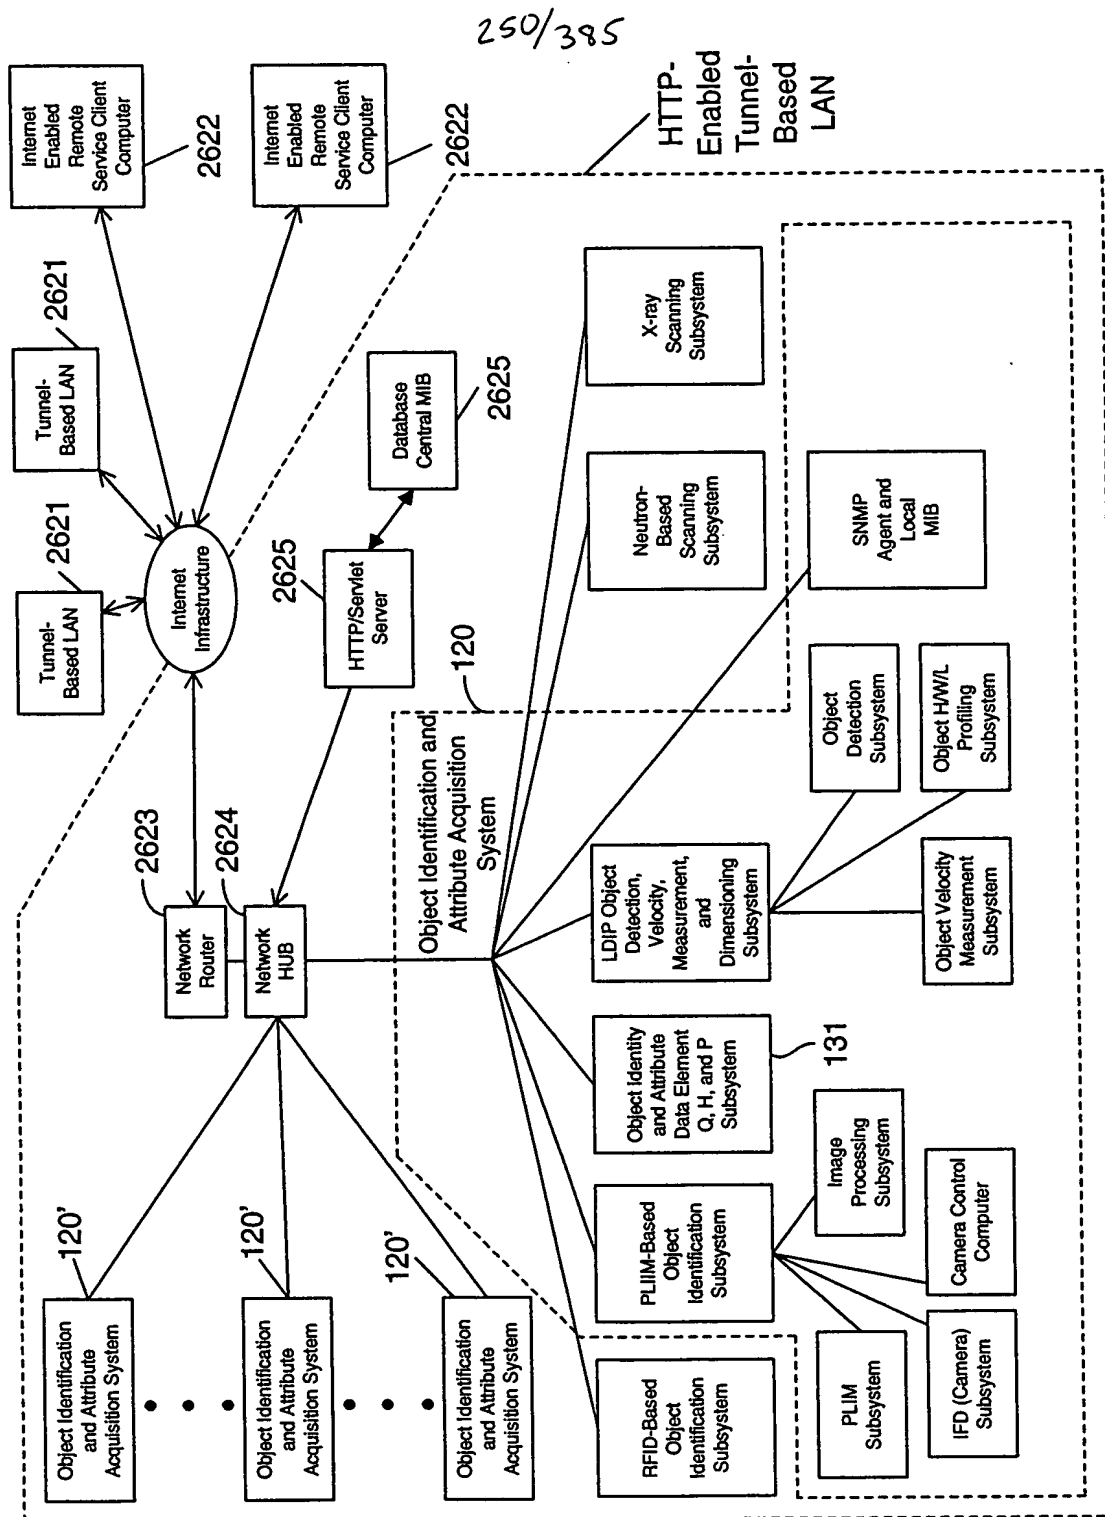 250/385
Internet
Enabled
Remote
Service Client
Computer
2622
Internet
Enabled
Remote
Service Client
Computer
2622
HTTP-
Enabled
Tunnel-
Based
LAN
Tunnel-
Based LAN
2621
Tunnel-
Based LAN
2621
Internet
Infrastructure
Database
Central MIB
2625
HTTP/Servlet
Server
2625
Network
Router
2623
Network
HUB
2624
Object Identification
and Attribute
Acquisition System
120'
Object Identification
and Attribute
Acquisition System
120'
Object Identification
and Attribute
Acquisition System
120'
Object Identification and
Attribute Acquisition
System
120
X-ray
Scanning
Subsystem
Neutron-
Based
Scanning
Subsystem
SNMP
Agent and
Local
MIB
LDIP Object
Detection,
Velocity,
Measurement,
and
Dimensioning
Subsystem
Object
Detection
Subsystem
Object H/W/L
Profiling
Subsystem
Object Velocity
Measurement
Subsystem
Object Identity
and Attribute
Data Element
Q, H, and P
Subsystem
131
PLIIM-Based
Object
Identification
Subsystem
Image
Processing
Subsystem
Camera Control
Computer
IFD (Camera)
Subsystem
PLIM
Subsystem
RFID-Based
Object
Identification
Subsystem